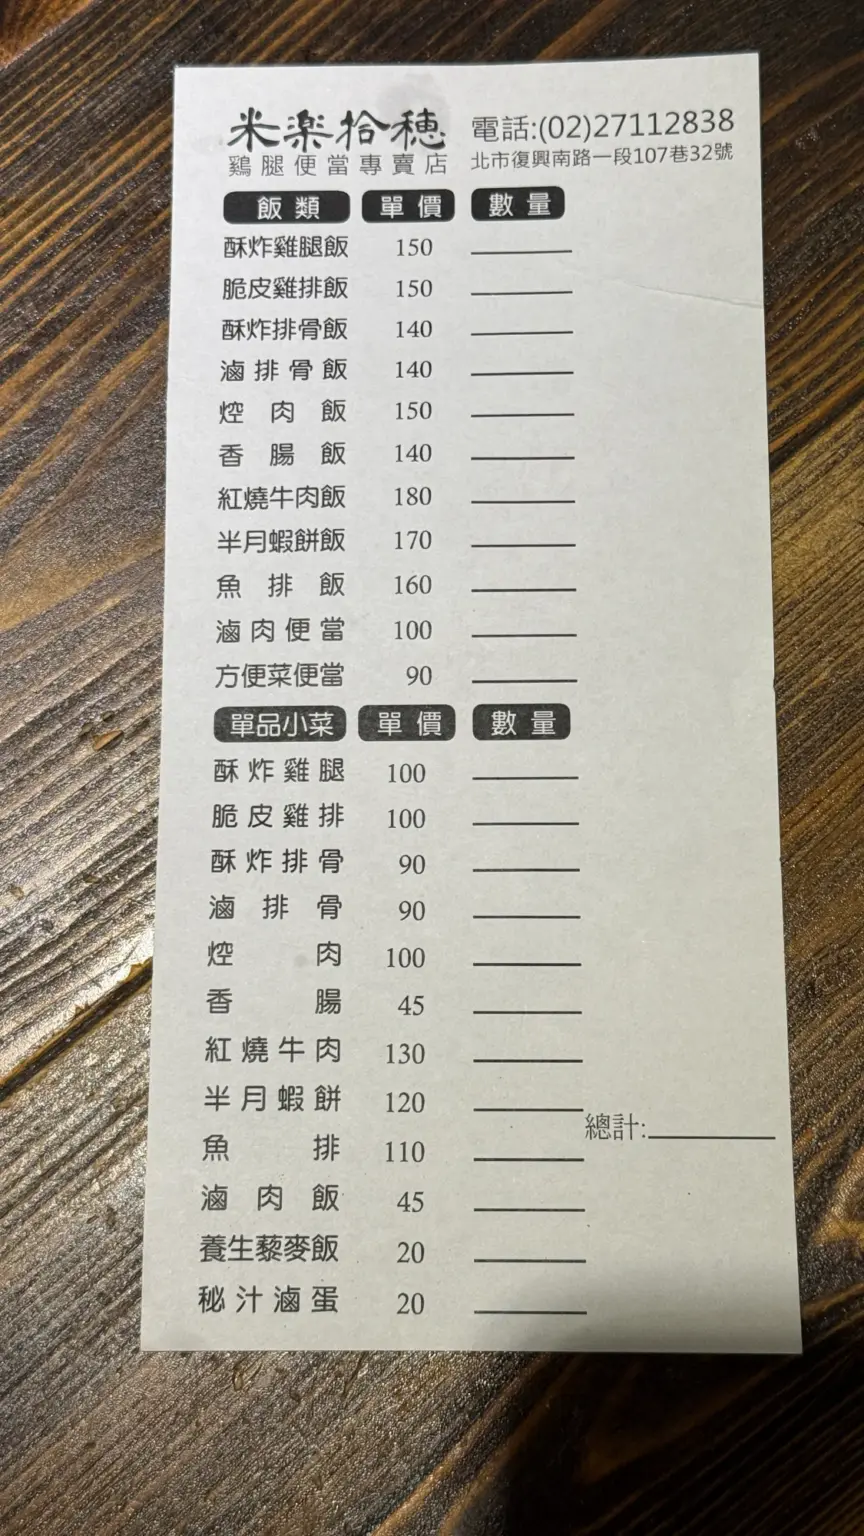 米楽拾穗
鷄腿便當專賣店
電話:(02)27112838
北市復興南路一段107巷32號
飯類 單價 數量
酥炸雞腿飯 150
脆皮雞排飯 150
酥炸排骨飯 140
滷排骨飯 140
焢肉飯 150
香腸飯 140
紅燒牛肉飯 180
半月蝦餅飯 170
魚排飯 160
滷肉便當 100
方便菜便當 90
單品小菜 單價 數量
酥炸雞腿 100
脆皮雞排 100
酥炸排骨 90
滷排骨 90
焢肉 100
香腸 45
紅燒牛肉 130
半月蝦餅 120
總計:
魚排 110
滷肉飯 45
養生藜麥飯 20
秘汁滷蛋 20